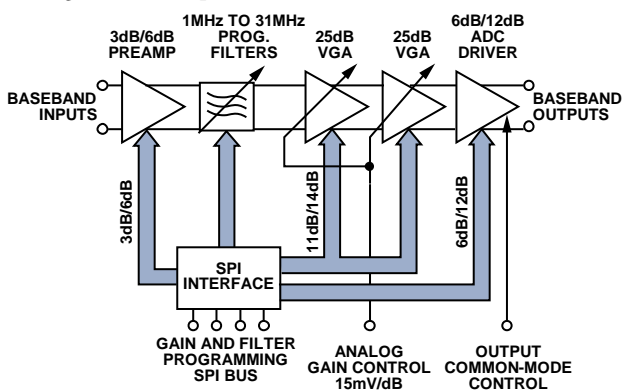 3dB/6dB
PREAMP
1MHz TO 31MHz
PROG.
FILTERS
25dB
VGA
25dB
VGA
6dB/12dB
ADC
DRIVER
BASEBAND
INPUTS
BASEBAND
OUTPUTS
3dB/6dB
11dB/14dB
6dB/12dB
SPI
INTERFACE
GAIN AND FILTER
PROGRAMMING
SPI BUS
ANALOG
GAIN CONTROL
15mV/dB
OUTPUT
COMMON-MODE
CONTROL